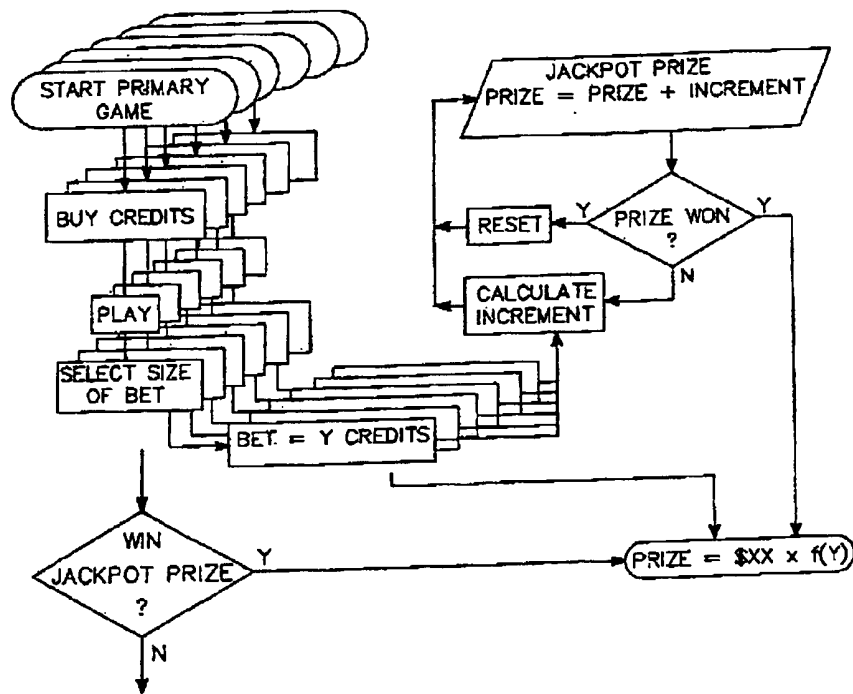 START PRIMARY
GAME
BUY CREDITS
PLAY
SELECT SIZE
OF BET
BET. = Y CREDITS
WIN
JACKPOT PRIZE
?
Y
N
JACKPOT PRIZE
PRIZE = PRIZE + INCREMENT
PRIZE WON
?
Y
Y
N
RESET
CALCULATE
INCREMENT
PRIZE = $XX x f(Y)